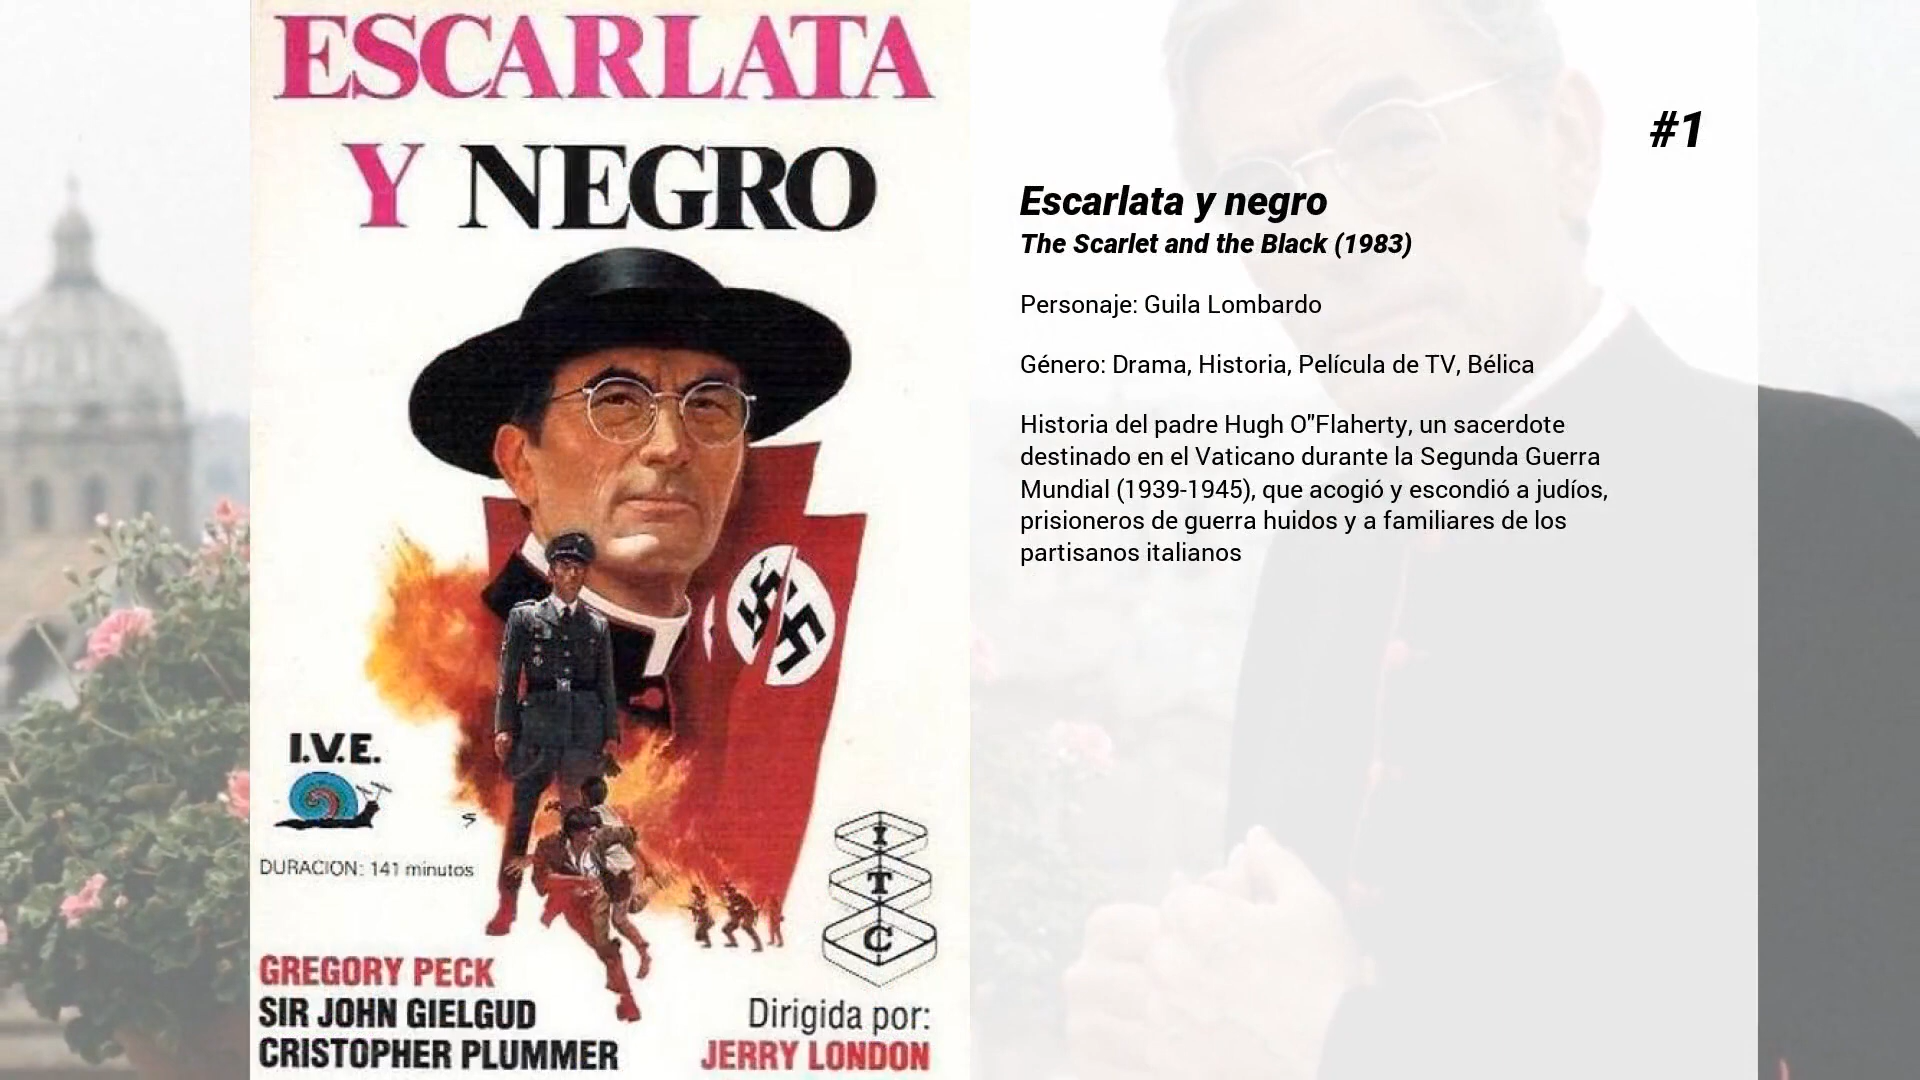 ESCARLATA
Y NEGRO
I.V.E.
DURACION: 141 minutos
I
T
C
GREGORY PECK
SIR JOHN GIELGUD
CRISTOPHER PLUMMER
Dirigida por:
JERRY LONDON
#1
Escarlata y negro
The Scarlet and the Black (1983)
Personaje: Guila Lombardo
Género: Drama, Historia, Película de TV, Bélica
Historia del padre Hugh O"Flaherty, un sacerdote
destinado en el Vaticano durante la Segunda Guerra
Mundial (1939-1945), que acogió y escondió a judíos,
prisioneros de guerra huidos y a familiares de los
partisanos italianos